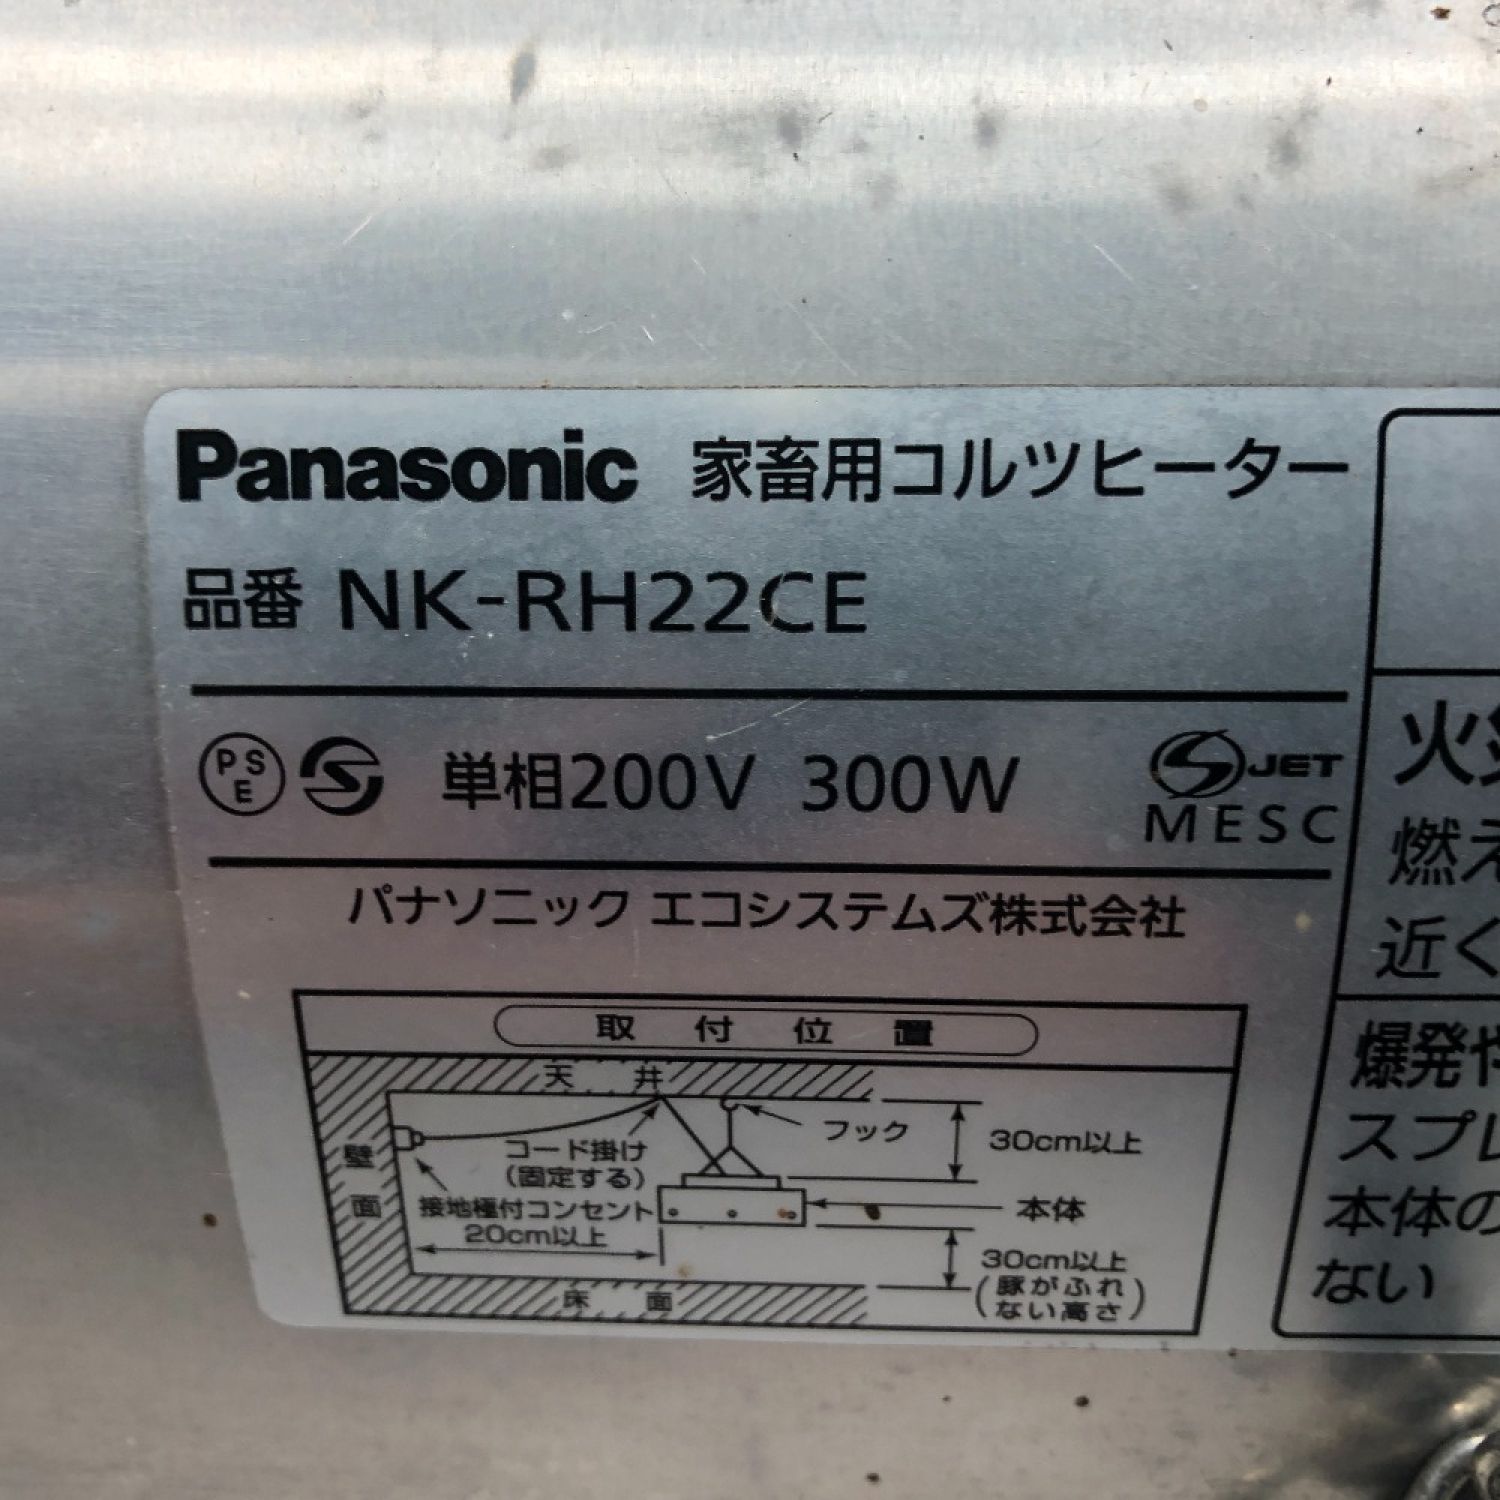 Panasonic 家畜用コルツヒーター
品番 NK-RH22CE
PSE 単相200V 300W JET
MESC
パナソニック エコシステムズ株式会社
取付位置
天井
コード掛け
(固定する)
フック
30cm以上
壁面
接地極付コンセント
20cm以上
本体
30cm以上
(豚がふれ
ない高さ)
床面
火災
燃え
近く
爆発や
スプレ
本体の
ない